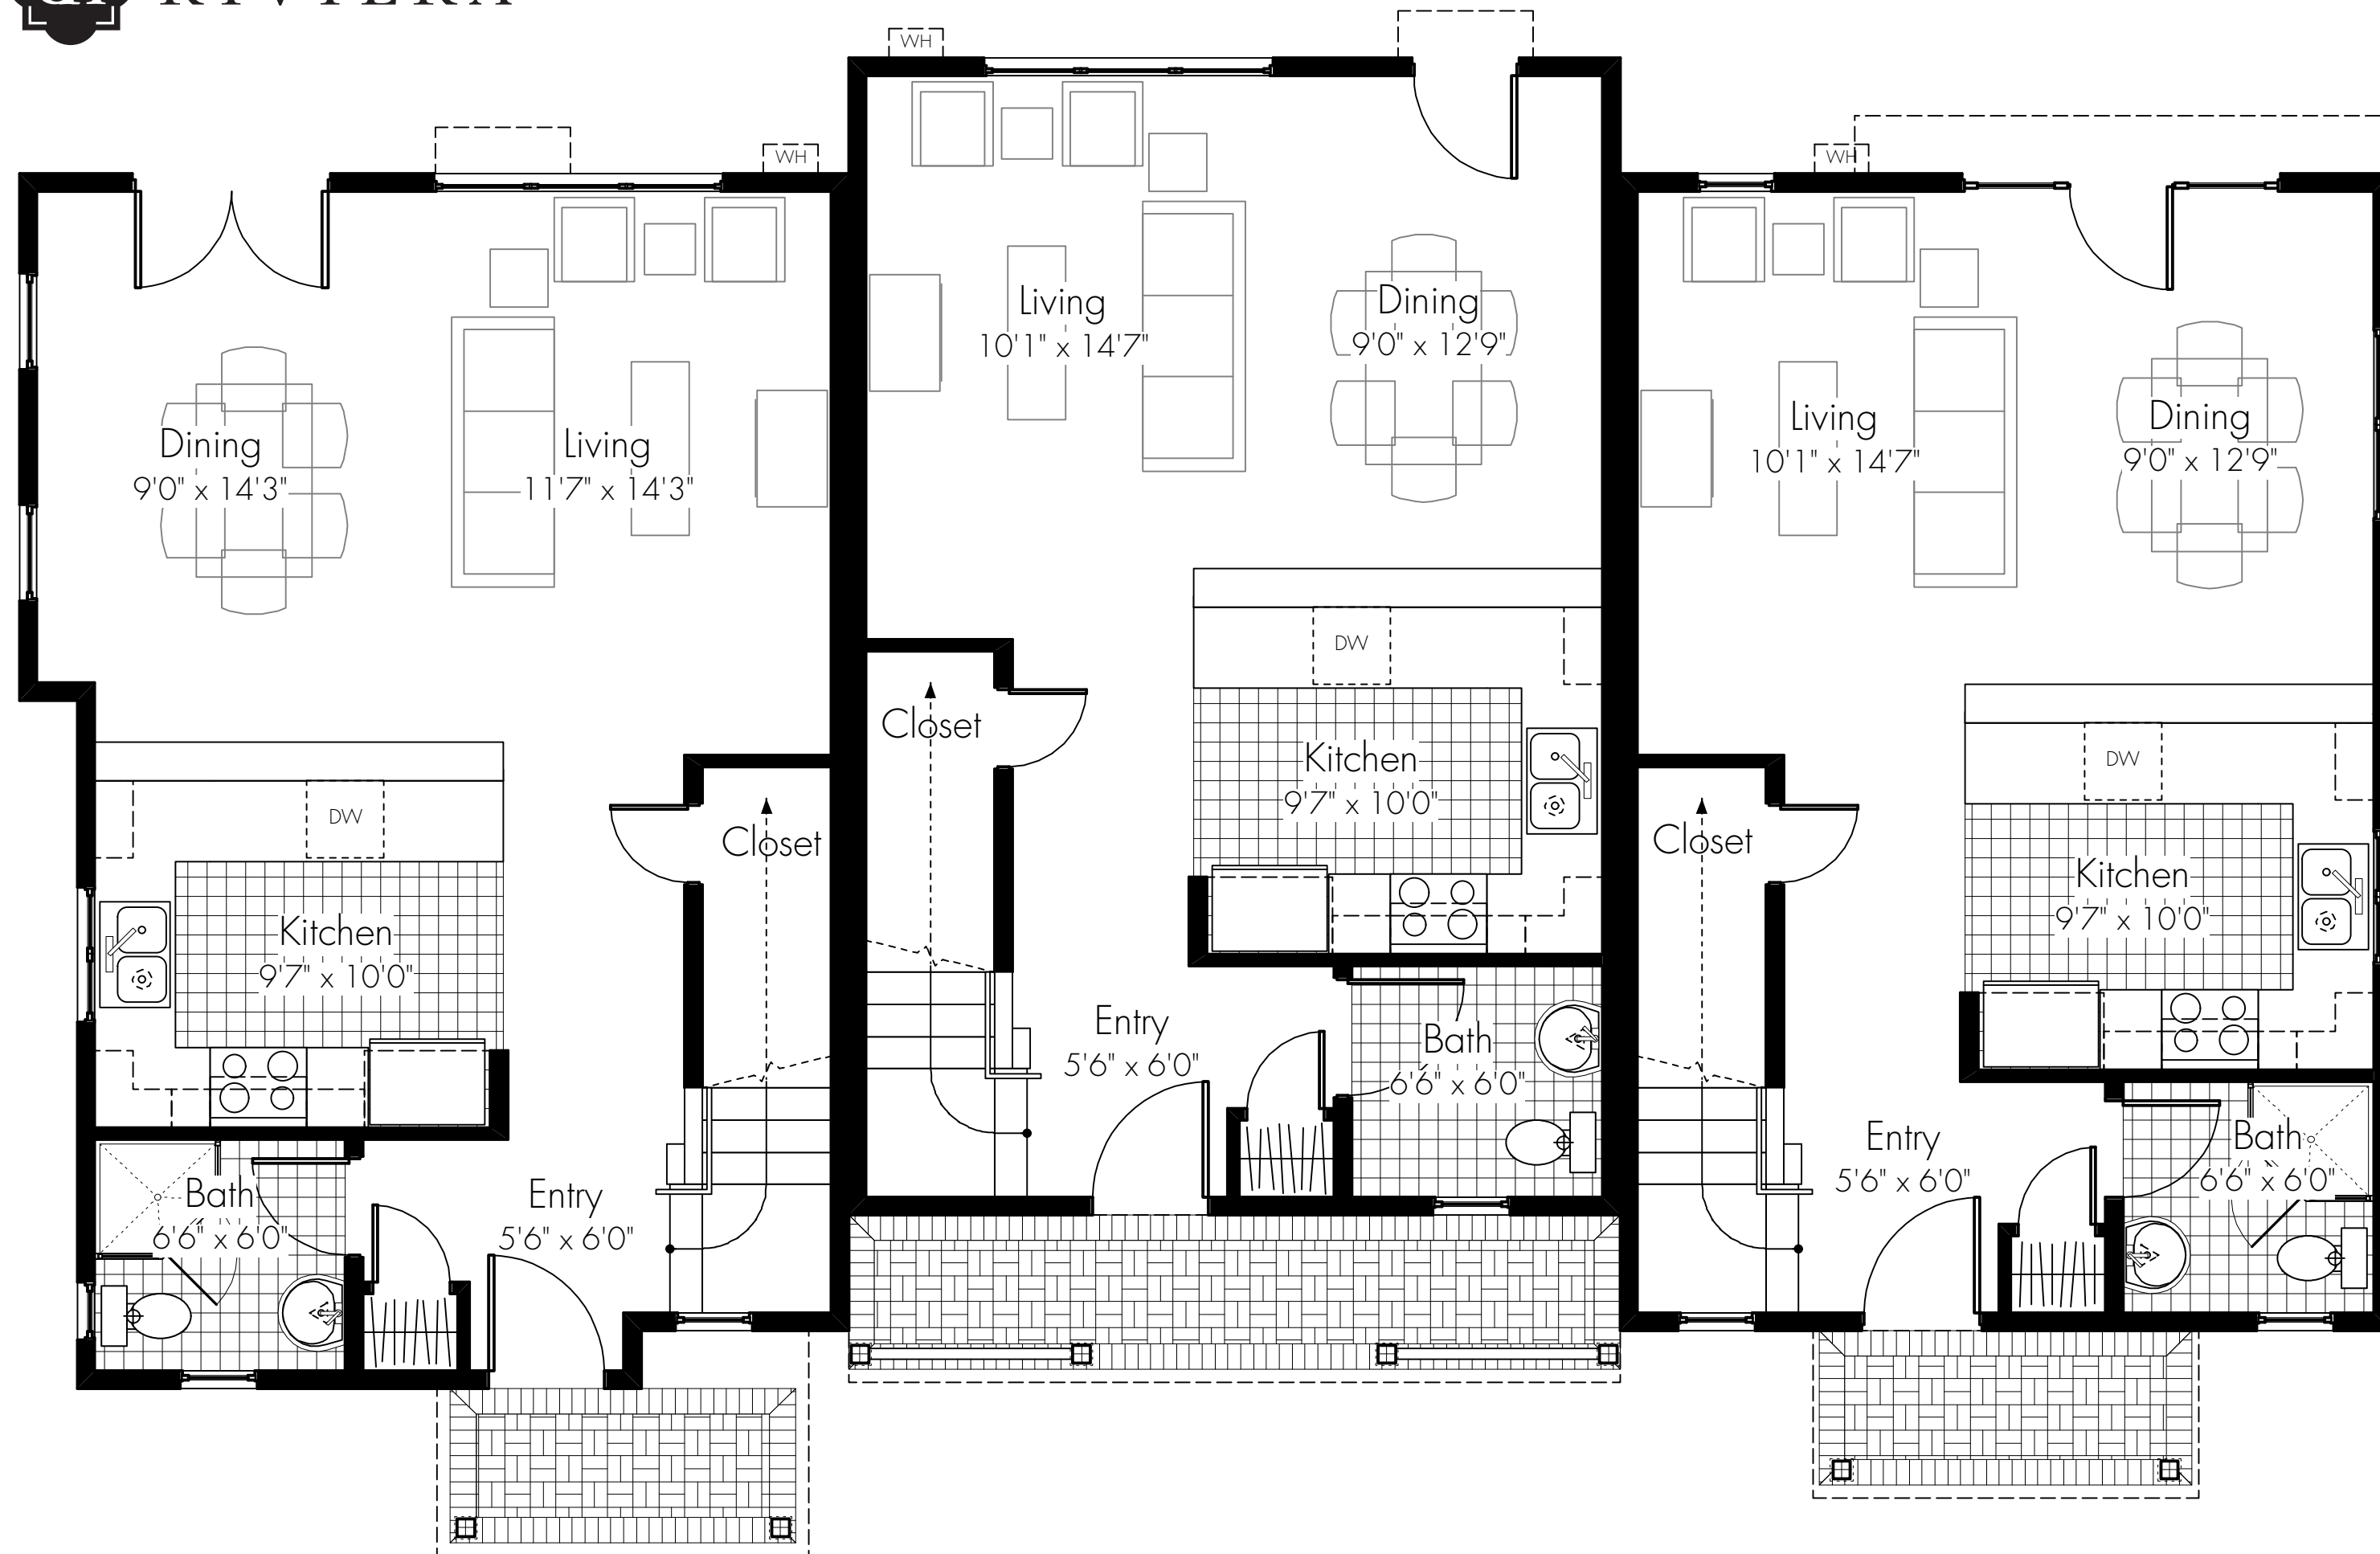 WH
WH
WH
Living
10'1" x 14'7"
Dining
9'0" x 12'9"
Dining
9'0" x 14'3"
Living
11'7" x 14'3"
Living
10'1" x 14'7"
Dining
9'0" x 12'9"
DW
Closet
Kitchen
9'7" x 10'0"
DW
DW
Closet
Closet
Kitchen
9'7" x 10'0"
Kitchen
9'7" x 10'0"
Entry
5'6" x 6'0"
Bath
6'6" x 6'0"
Bath
6'6" x 6'0"
Entry
5'6" x 6'0"
Entry
5'6" x 6'0"
Bath
6'6" x 6'0"